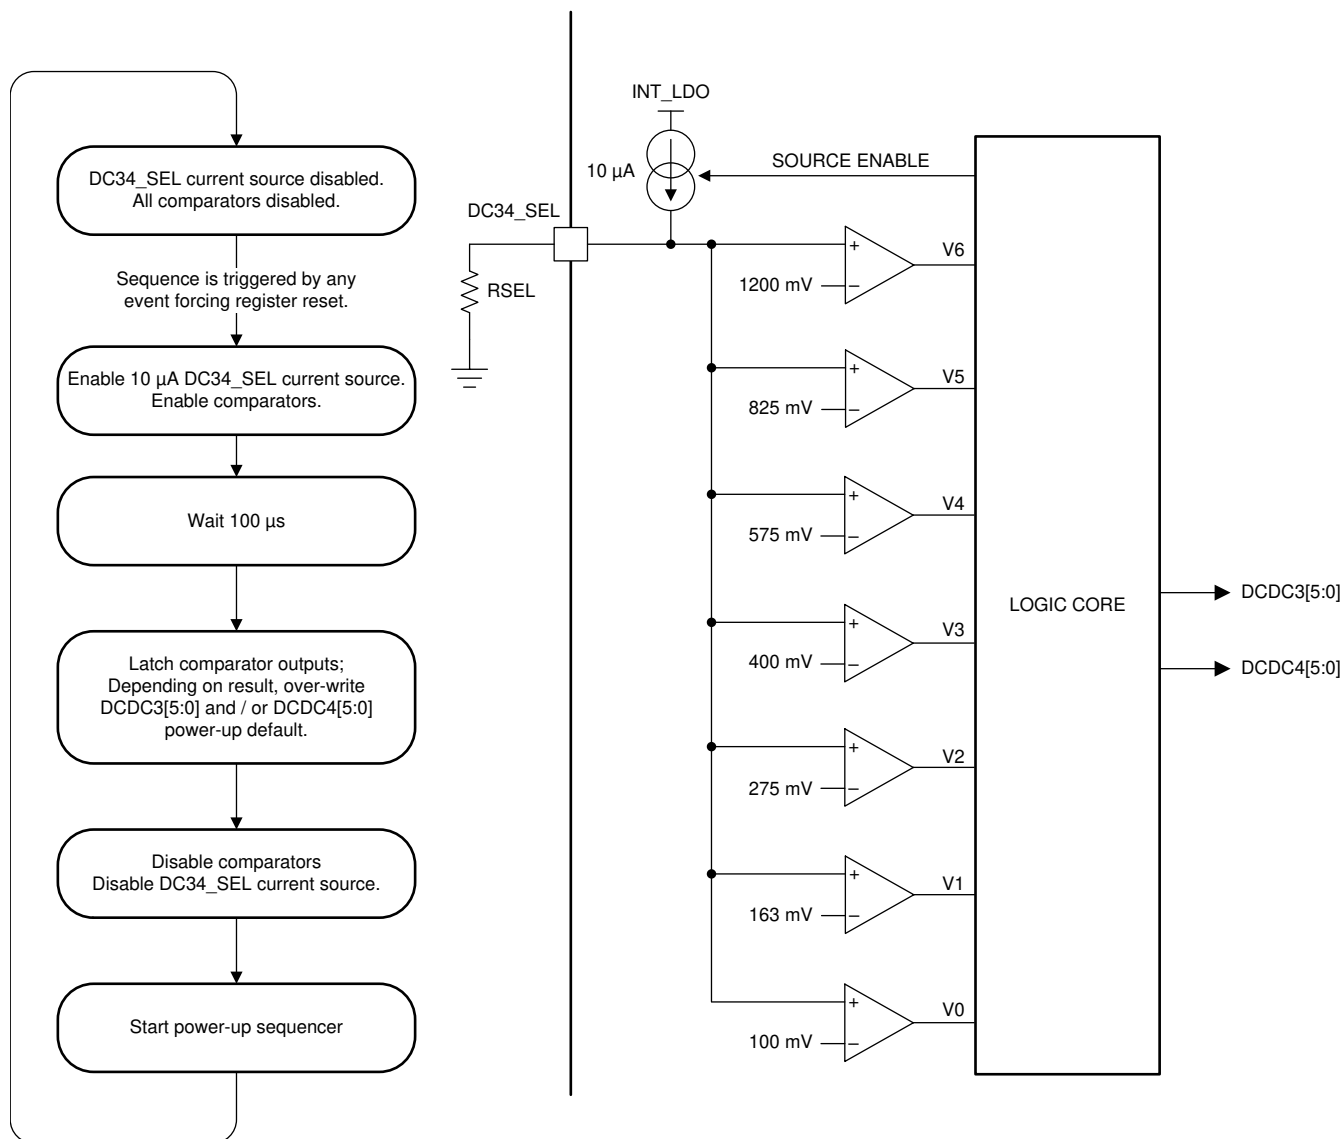 DC34_SEL current source disabled.
All comparators disabled.
Sequence is triggered by any
event forcing register reset.
Enable 10 µA DC34_SEL current source.
Enable comparators.
Wait 100 µs
Latch comparator outputs;
Depending on result, over-write
DCDC3[5:0] and / or DCDC4[5:0]
power-up default.
Disable comparators
Disable DC34_SEL current source.
Start power-up sequencer
INT_LDO
10 µA
SOURCE ENABLE
DC34_SEL
RSEL
+
V6
1200 mV
–
+
V5
825 mV
–
+
V4
575 mV
–
+
V3
400 mV
–
+
V2
275 mV
–
+
V1
163 mV
–
+
V0
100 mV
–
LOGIC CORE
DCDC3[5:0]
DCDC4[5:0]